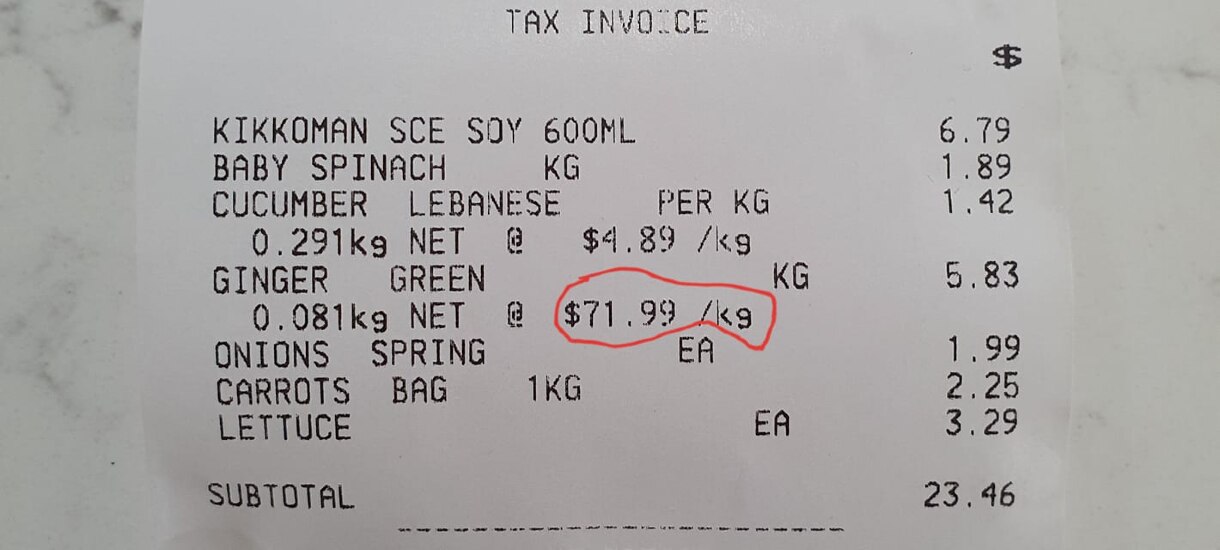 TAX INVOICE
$
KIKKOMAN SCE SOY 600ML 6.79
BABY SPINACH KG 1.89
CUCUMBER LEBANESE PER KG 1.42
0.291kg NET @ $4.89 /kg
GINGER GREEN KG 5.83
0.081kg NET @ $71.99 /kg
ONIONS SPRING EA 1.99
CARROTS BAG 1KG 2.25
LETTUCE EA 3.29
SUBTOTAL 23.46